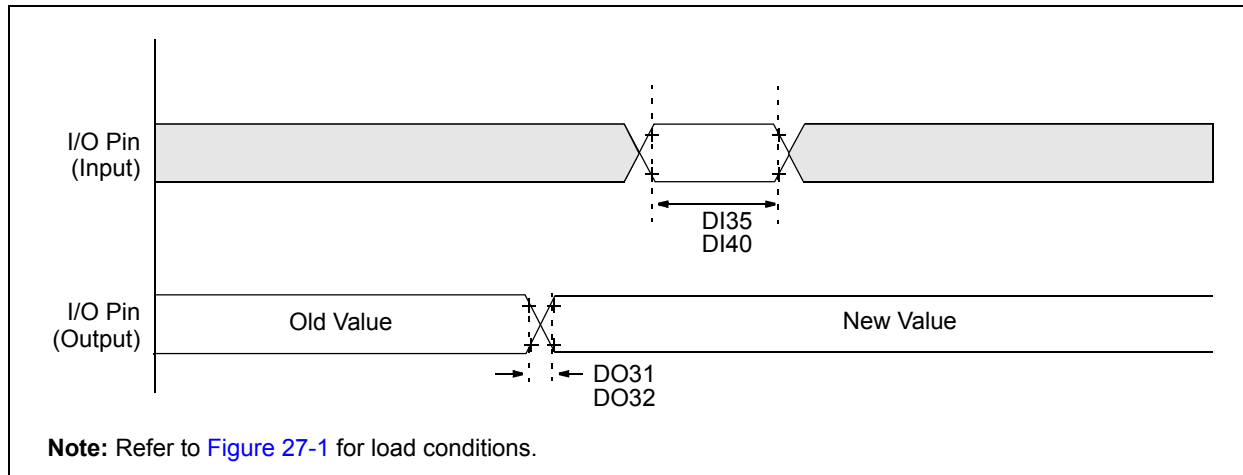 I/O Pin
(Input)
DI35
DI40
I/O Pin
(Output)
Old Value
New Value
DO31
DO32
Note: Refer to Figure 27-1 for load conditions.